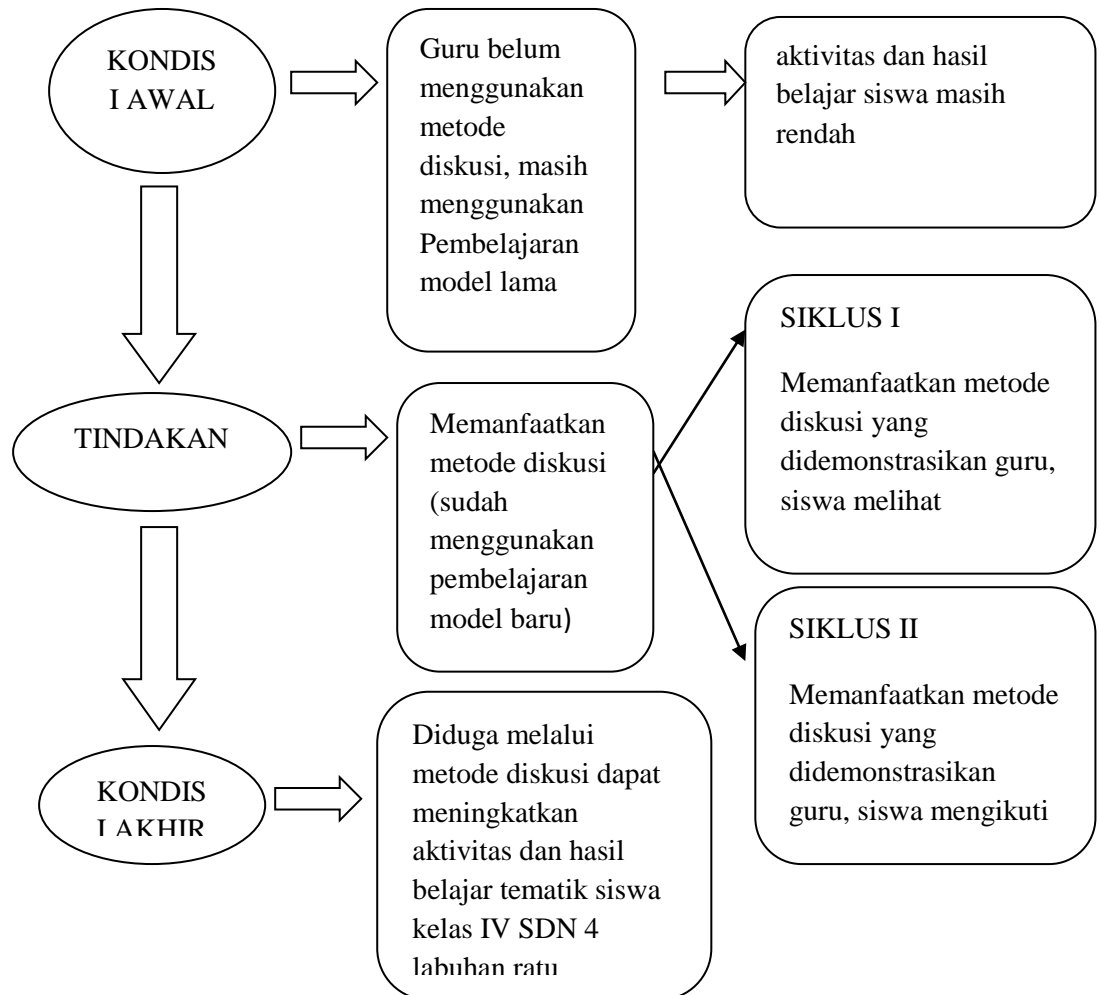 KONDIS
I AWAL
Guru belum
menggunakan
metode
diskusi, masih
menggunakan
Pembelajaran
model lama
aktivitas dan hasil
belajar siswa masih
rendah
TINDAKAN
Memanfaatkan
metode diskusi
(sudah
menggunakan
pembelajaran
model baru)
SIKLUS I
Memanfaatkan metode
diskusi yang
didemonstrasikan guru,
siswa melihat
SIKLUS II
Memanfaatkan metode
diskusi yang
didemonstrasikan
guru, siswa mengikuti
KONDIS
I AKHIR
Diduga melalui
metode diskusi dapat
meningkatkan
aktivitas dan hasil
belajar tematik siswa
kelas IV SDN 4
labuhan ratu